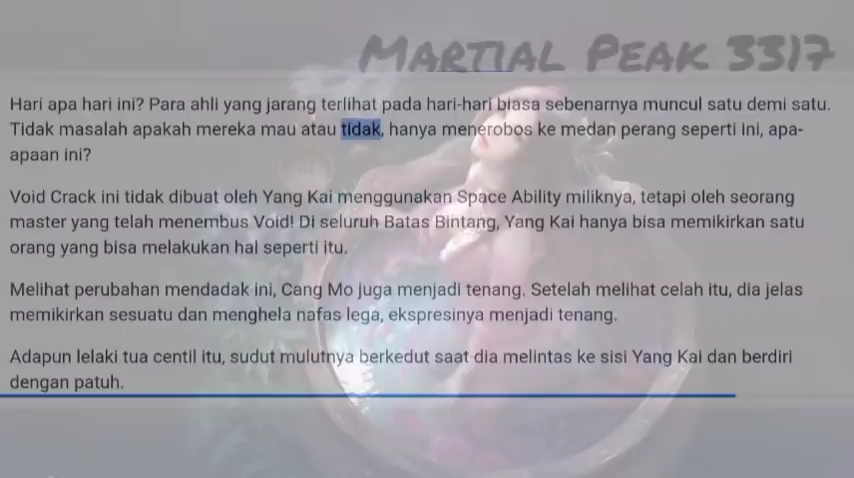 MARTIAL PEAK 3317
Hari apa hari ini? Para ahli yang jarang terlihat pada hari-hari biasa sebenarnya muncul satu demi satu.
Tidak masalah apakah mereka mau atau tidak, hanya menerobos ke medan perang seperti ini, apa-
apaan ini?
Void Crack ini tidak dibuat oleh Yang Kai menggunakan Space Ability miliknya, tetapi oleh seorang
master yang telah menembus Void! Di seluruh Batas Bintang, Yang Kai hanya bisa memikirkan satu
orang yang bisa melakukan hal seperti itu.
Melihat perubahan mendadak ini, Cang Mo juga menjadi tenang. Setelah melihat celah itu, dia jelas
memikirkan sesuatu dan menghela nafas lega, ekspresinya menjadi tenang.
Adapun lelaki tua centil itu, sudut mulutnya berkedut saat dia melintas ke sisi Yang Kai dan berdiri
dengan patuh.